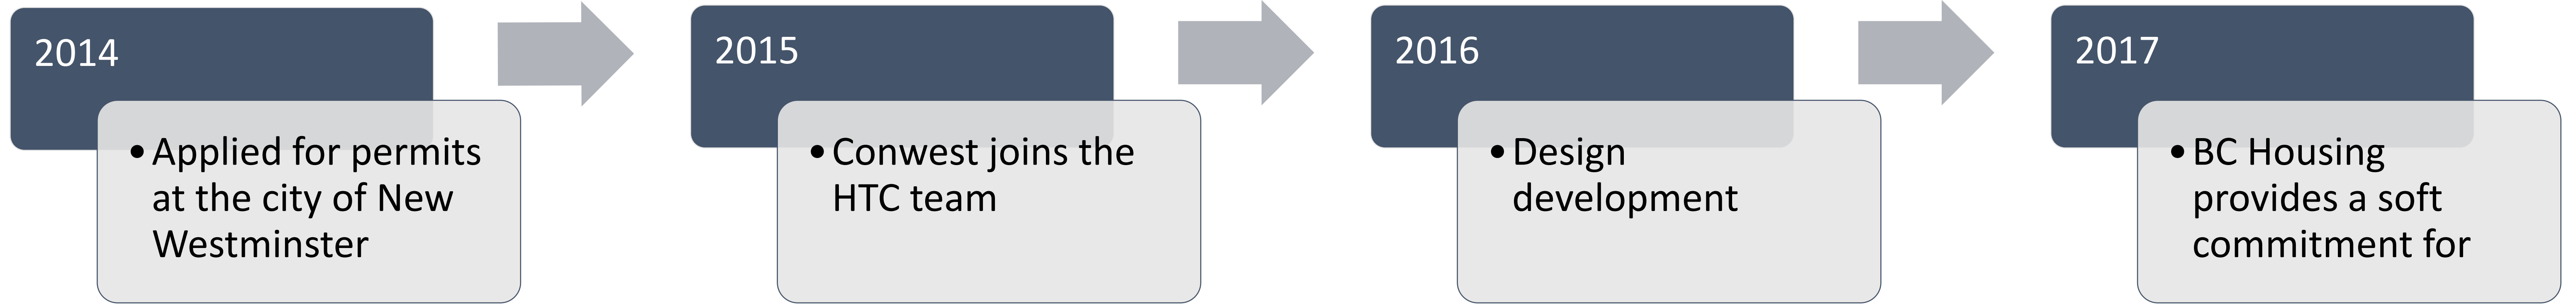 2014
• Applied for permits
at the city of New
Westminster
2015
• Conwest joins the
HTC team
2016
• Design
development
2017
• BC Housing
provides a soft
commitment for